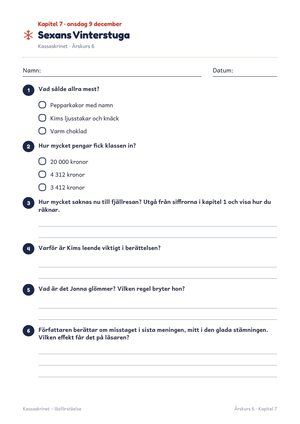 Kapitel 7 · onsdag 9 december
Sexans Vinterstuga
Kassaskrinet · Årskurs 6
Namn:
Datum:
1 Vad sålde allra mest?
Pepparkakor med namn
Kims ljusstakar och knäck
Varm choklad
2 Hur mycket pengar fick klassen in?
20 000 kronor
4 312 kronor
3 412 kronor
3 Hur mycket saknas nu till fjällresan? Utgå från siffrorna i kapitel 1 och visa hur du
räknar.
4 Varför är Kims leende viktigt i berättelsen?
5 Vad är det Jonna glömmer? Vilken regel bryter hon?
6 Författaren berättar om misstaget i sista meningen, mitt i den glada stämningen.
Vilken effekt får det på läsaren?
Kassaskrinet – läsförståelse
Årskurs 6 · Kapitel 7